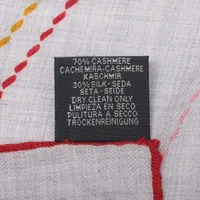 70% CASHMERE
CACHEMIRA-CASHMERE
KASCHMIR
30% SILK-SEDA
SETA-SEIDE
DRY CLEAN ONLY
LIMPIEZA EN SECO
PULITURA A SECCO
TROCKENREINIGUNG